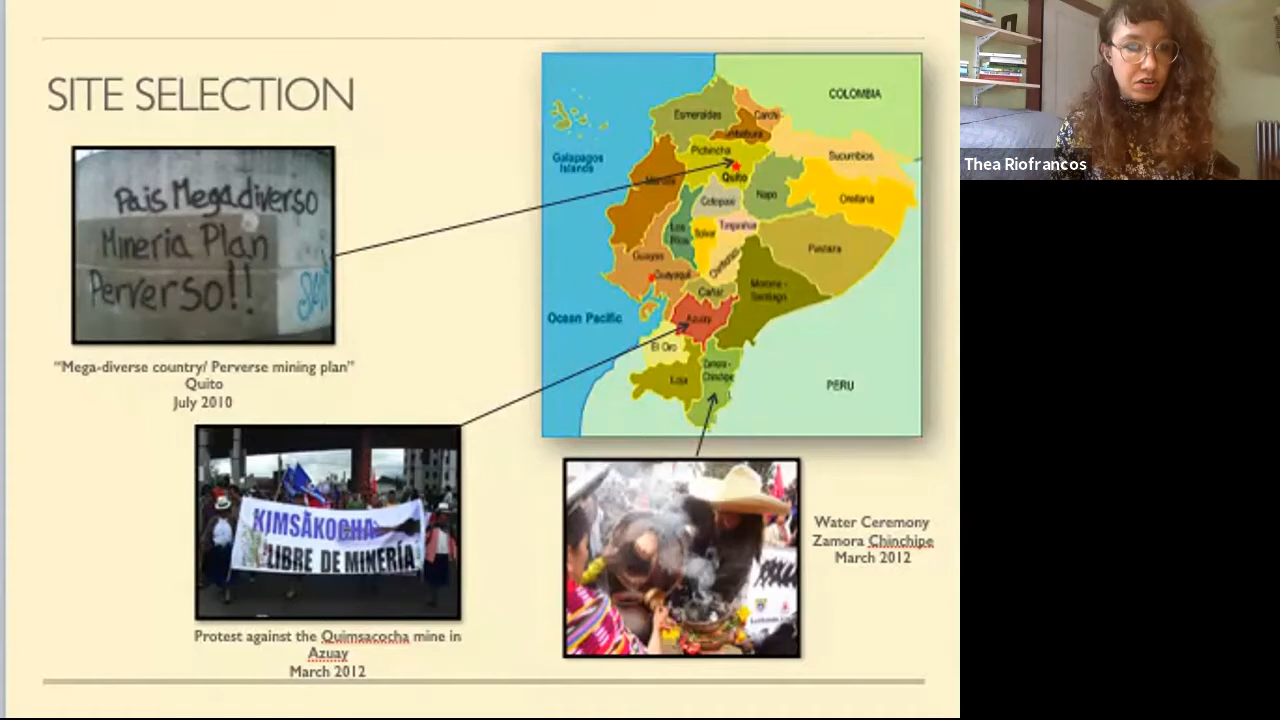 SITE SELECTION
Pais Megadiverso
Mineria Plan
Perverso!!
"Mega-diverse country/ Perverse mining plan"
Quito
July 2010
KIMSAKOCHA
LIBRE DE MINERÍA
Protest against the Quimsacocha mine in
Azuay
March 2012
COLOMBIA
Esmeraldas
Carchi
Imbabura
Galapagos
Islands
Pichincha
Sucumbios
Quito
Manabi
Napo
Orellana
Cotopaxi
Los
Rios
Bolivar
Tungurahua
Pastaza
Guayas
Guayaquil
Chimborazo
Morona -
Santiago
Cañar
Ocean Pacific
Azuay
El Oro
Zamora -
Chinchipe
Loja
PERU
Water Ceremony
Zamora Chinchipe
March 2012
Thea Riofrancos